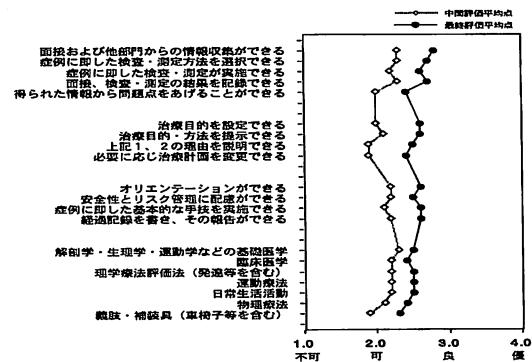 中間評価平均点
最終評価平均点
面接および他部門からの情報収集ができる
症例に即した検査・測定方法を選択できる
症例に即した検査・測定が実施できる
面接、検査・測定の結果を記録できる
得られた情報から問題点をあげることができる
治療目的を設定できる
治療目的・方法を提示できる
上記1、2の理由を説明できる
必要に応じ治療計画を変更できる
オリエンテーションができる
安全性とリスク管理に配慮ができる
症例に即した基本的な手技を実施できる
経過記録を書き、その報告ができる
解剖学・生理学・運動学などの基礎医学
臨床医学
理学療法評価法（発達等を含む）
運動療法
日常生活活動
物理療法
義肢・補装具（車椅子等を含む）
1.0 2.0 3.0 4.0
不可 可 良 優